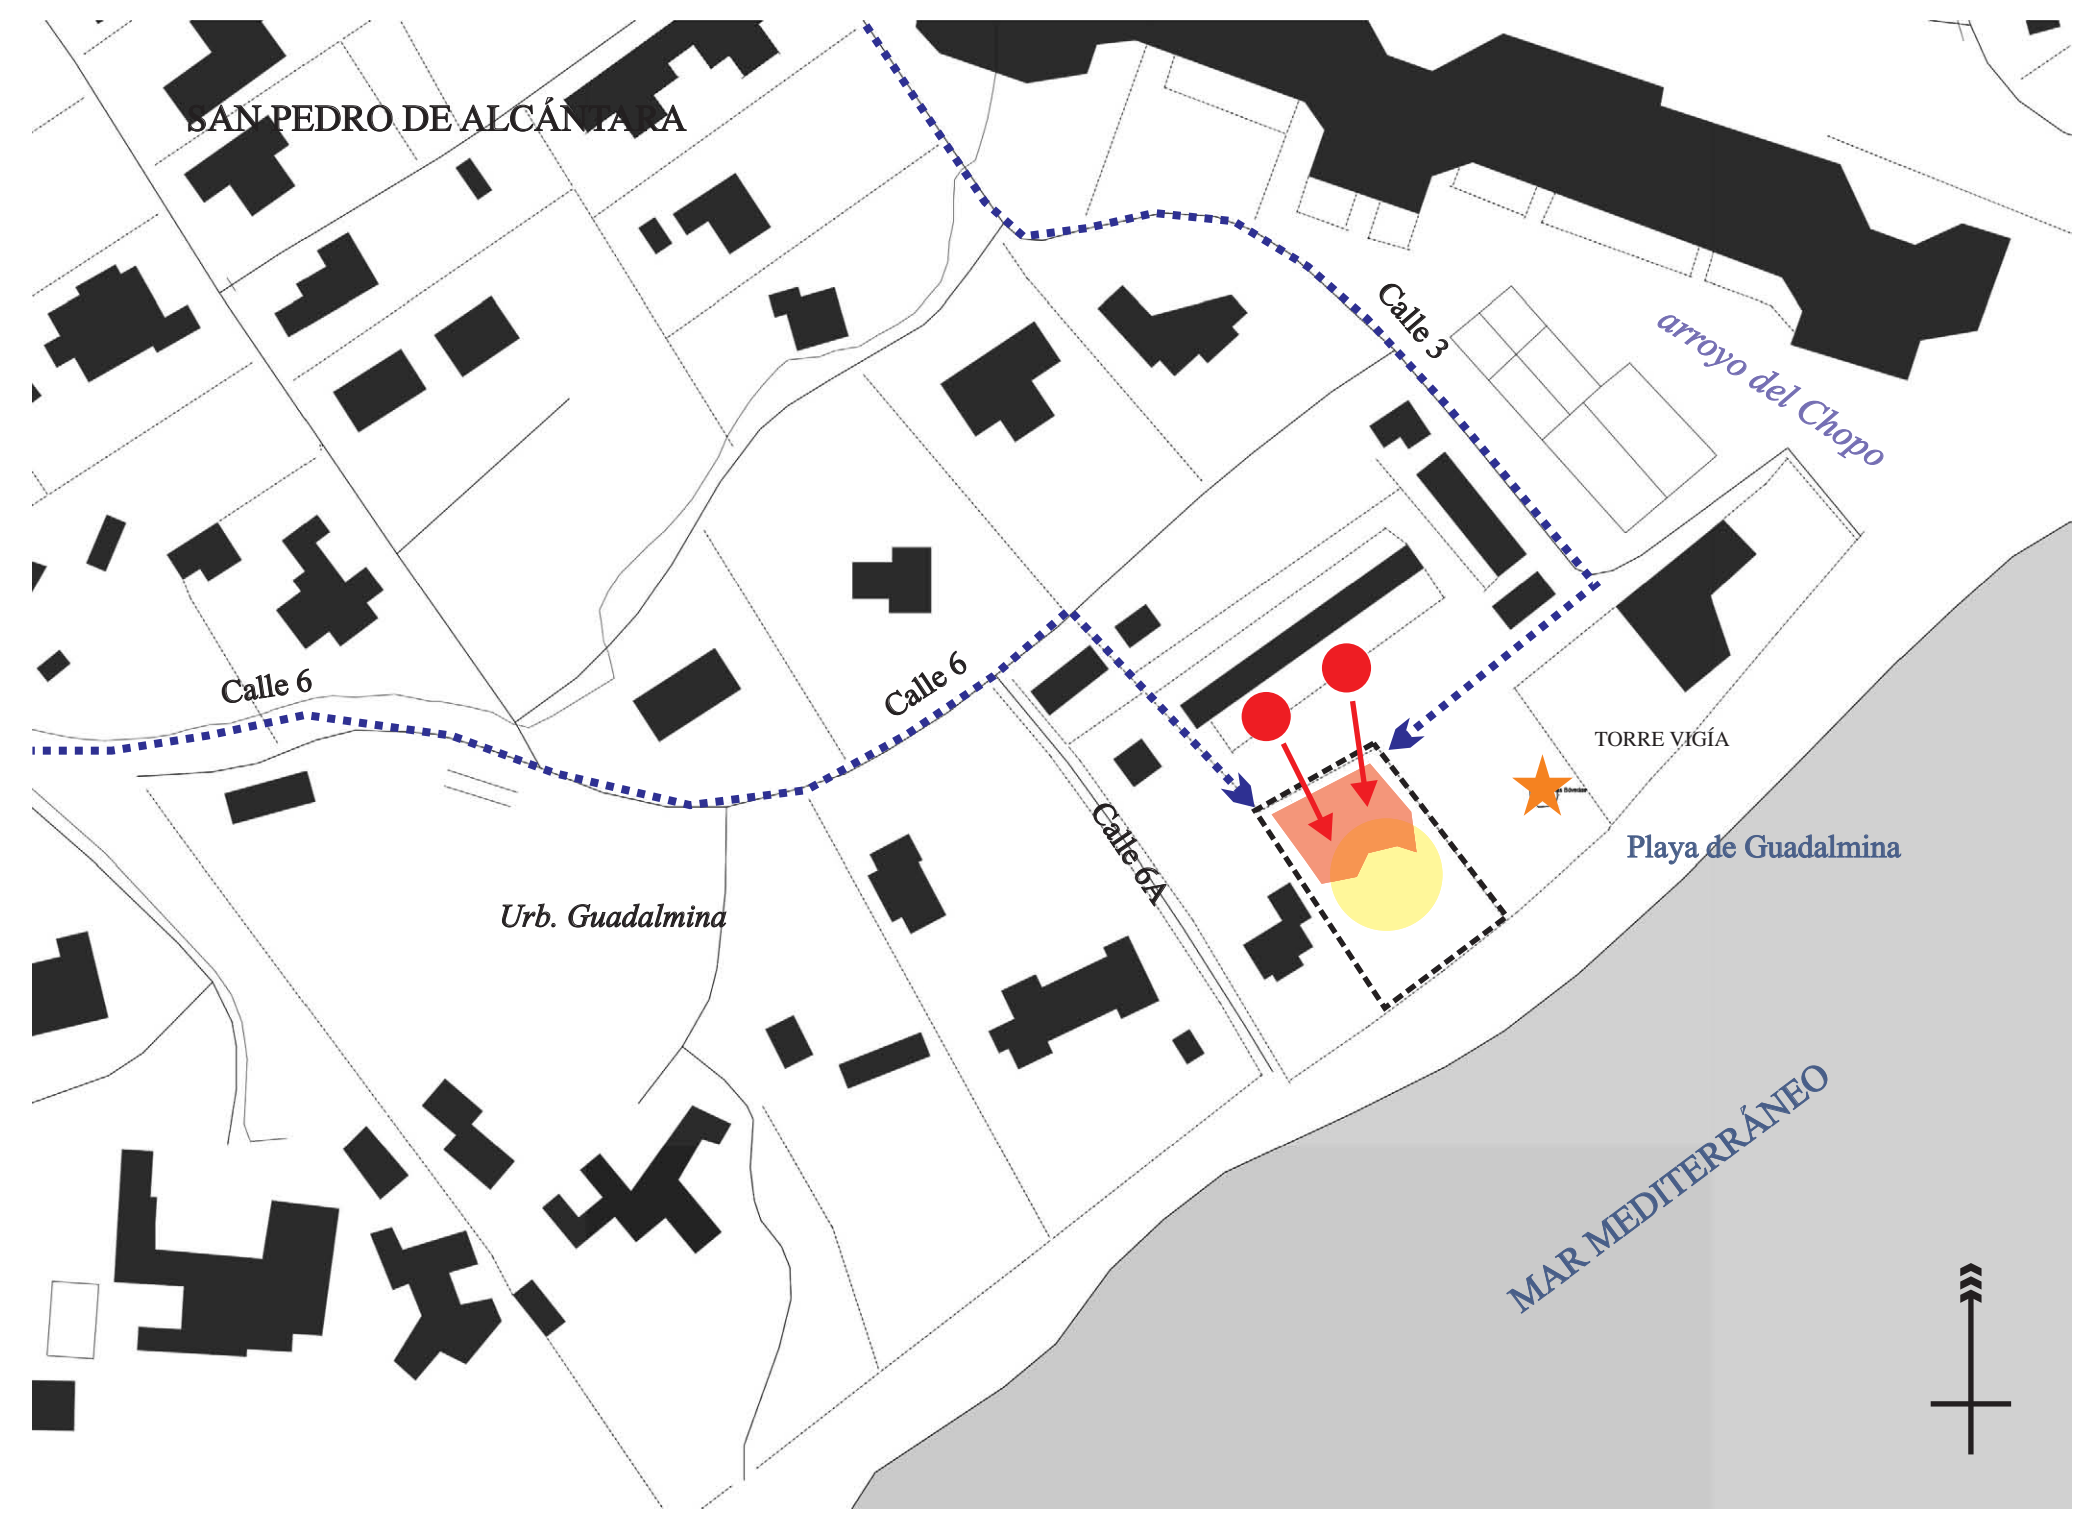 SAN PEDRO DE ALCÁNTARA
Calle 3
arroyo del Chopo
Calle 6
Calle 6
TORRE VIGÍA
Calle 6A
Playa de Guadalmina
Urb. Guadalmina
MAR MEDITERRÁNEO